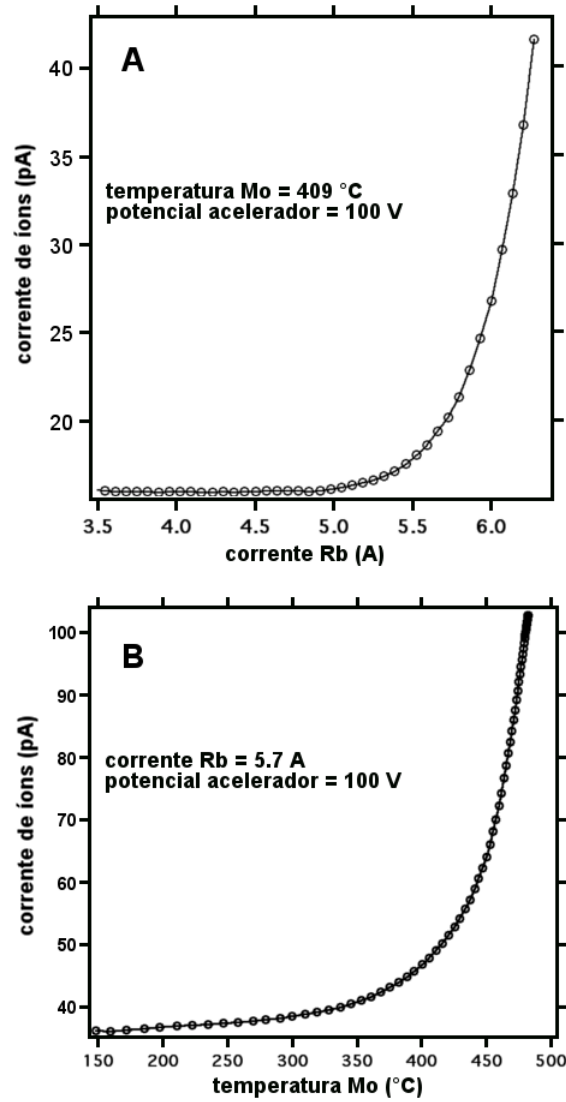 A
40
35
30
25
20
corrente de íons (pA)
temperatura Mo = 409 °C
potencial acelerador = 100 V
3.5 4.0 4.5 5.0 5.5 6.0
corrente Rb (A)
B
100
90
80
70
60
50
40
corrente de íons (pA)
corrente Rb = 5.7 A
potencial acelerador = 100 V
150 200 250 300 350 400 450 500
temperatura Mo (°C)